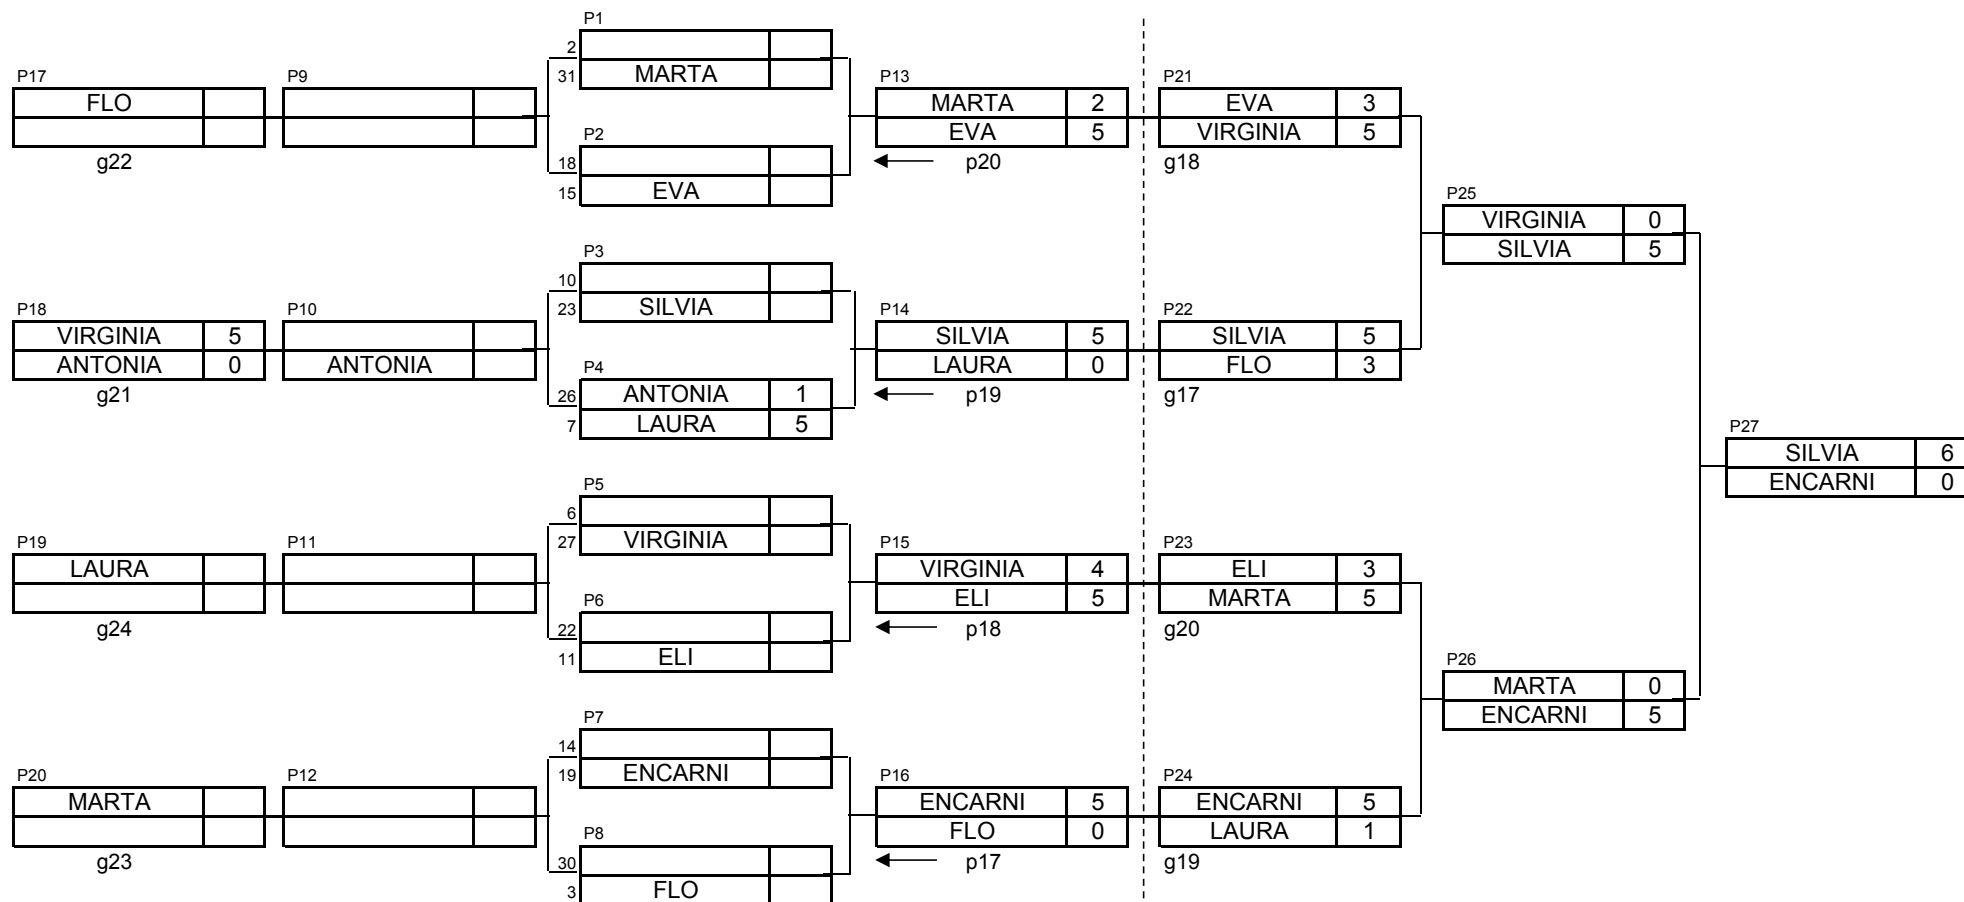 P1
2
31 MARTA
P17 P9 P13 P21
FLO MARTA 2 EVA 3
EVA 5 VIRGINIA 5
P2
g22 18 p20 g18
15 EVA
P25
VIRGINIA 0
SILVIA 5
P3
10
23 SILVIA
P18 P10 P14 P22
VIRGINIA 5 SILVIA 5 SILVIA 5
ANTONIA 0 ANTONIA LAURA 0 FLO 3
P4
g21 26 ANTONIA 1 p19 g17
7 LAURA 5
P27
SILVIA 6
ENCARNI 0
P5
6
27 VIRGINIA
P19 P11 P15 P23
LAURA VIRGINIA 4 ELI 3
ELI 5 MARTA 5
P6
g24 22 p18 g20
11 ELI
P26
MARTA 0
ENCARNI 5
P7
14
19 ENCARNI
P20 P12 P16 P24
MARTA ENCARNI 5 ENCARNI 5
FLO 0 LAURA 1
P8
g23 30 p17 g19
3 FLO